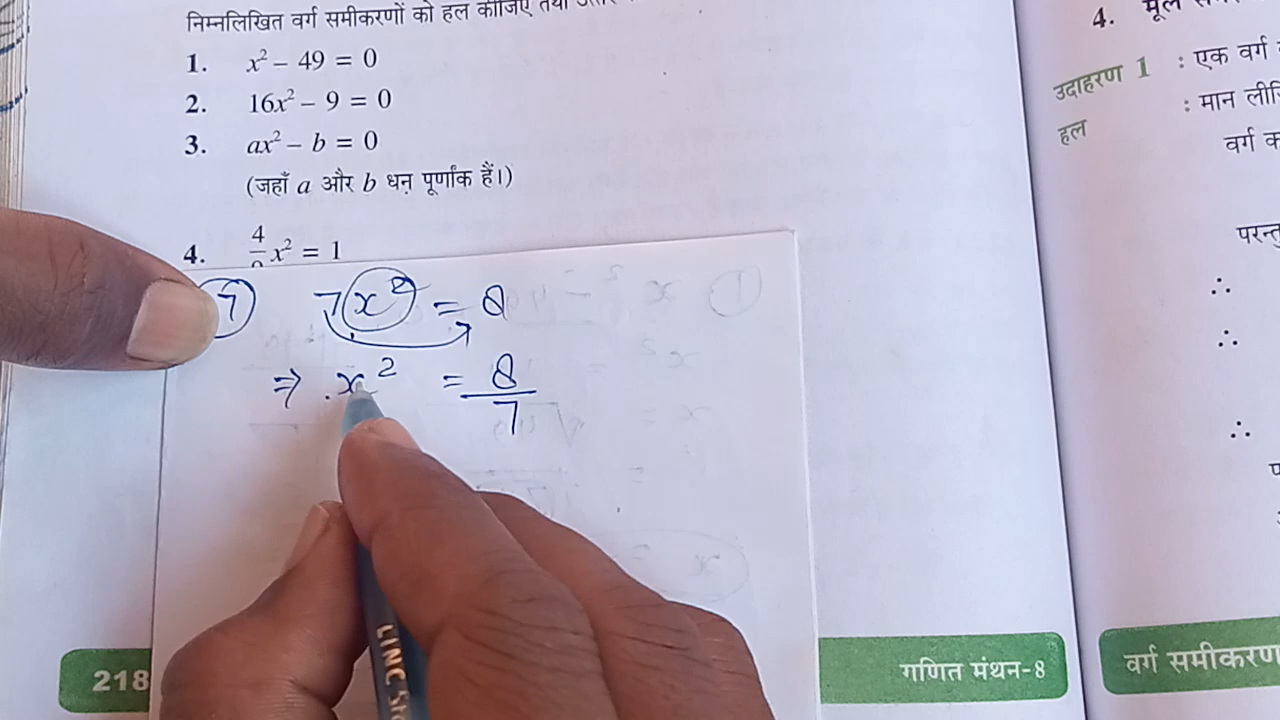 निम्नलिखित वर्ग समीकरणों को हल कीजिए तथा
1. x² – 49 = 0
2. 16x² – 9 = 0
3. ax² – b = 0
(जहाँ a और b धन पूर्णांक हैं।)
4. 4 x² = 1
7 7x² = 8
⇒ x² = 8/7
218
गणित मंथन-8
4. मूल
उदाहरण 1 : एक वर्ग
हल : मान
वर्ग
∴
∴
∴
वर्ग समीकरण